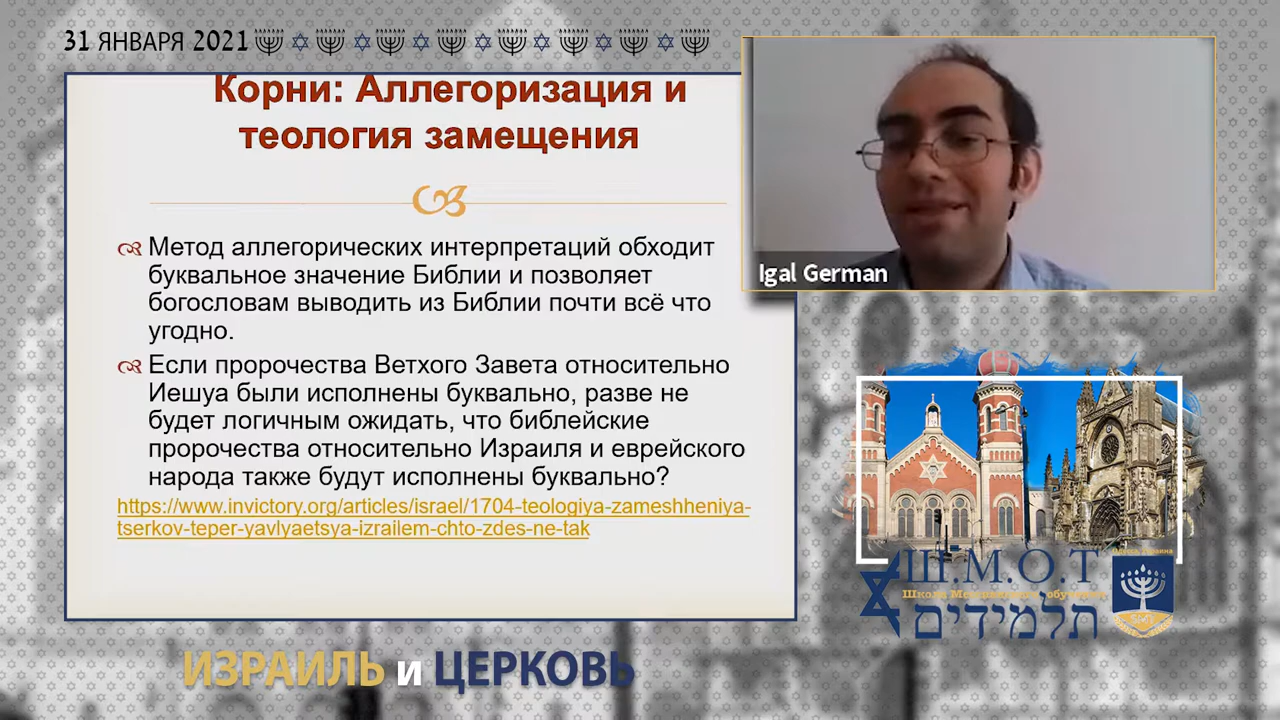 31 ЯНВАРЯ 2021
Корни: Аллегоризация и
теология замещения
Метод аллегорических интерпретаций обходит
буквальное значение Библии и позволяет
богословам выводить из Библии почти всё что
угодно.
Если пророчества Ветхого Завета относительно
Иешуа были исполнены буквально, разве не
будет логичным ожидать, что библейские
пророчества относительно Израиля и еврейского
народа также будут исполнены буквально?
https://www.invictory.org/articles/israel/1704-teologiya-zameshheniya-
tserkov-teper-yavlyaetsya-izrailem-chto-zdes-ne-tak
Igal German
Ш.М.О.Т
תלמידים
ИЗРАИЛЬ и ЦЕРКОВЬ